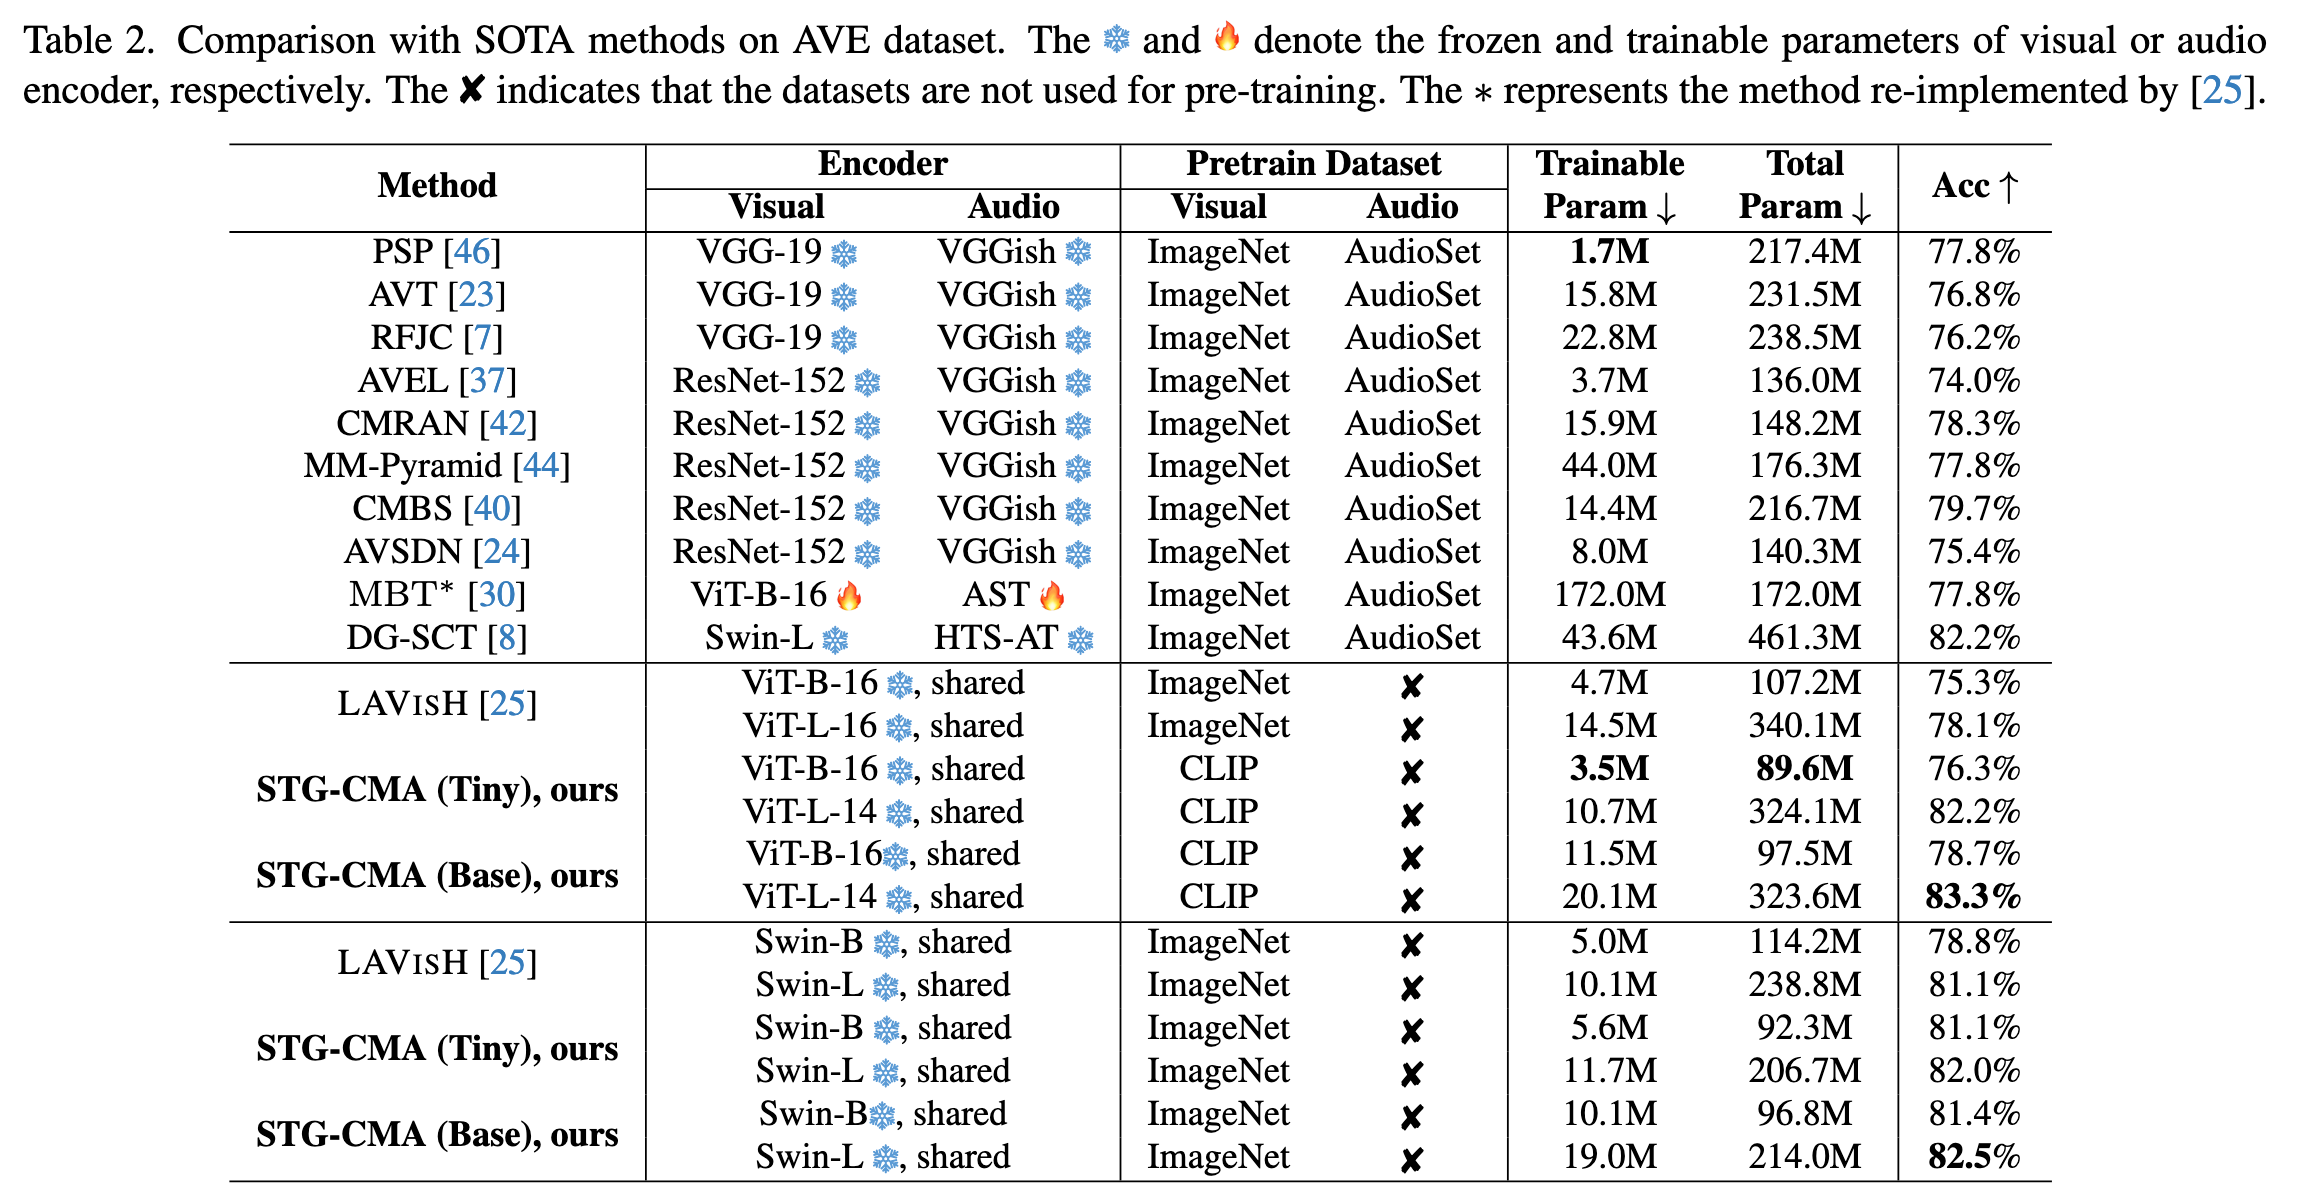 Table 2. Comparison with SOTA methods on AVE dataset. The ❄ and 🔥 denote the frozen and trainable parameters of visual or audio
encoder, respectively. The ✘ indicates that the datasets are not used for pre-training. The ∗ represents the method re-implemented by [25].
Method Encoder Pretrain Dataset Trainable Param ↓ Total Param ↓ Acc ↑
Visual Audio Visual Audio
PSP [46] VGG-19 ❄ VGGish ❄ ImageNet AudioSet 1.7M 217.4M 77.8%
AVT [23] VGG-19 ❄ VGGish ❄ ImageNet AudioSet 15.8M 231.5M 76.8%
RFJC [7] VGG-19 ❄ VGGish ❄ ImageNet AudioSet 22.8M 238.5M 76.2%
AVEL [37] ResNet-152 ❄ VGGish ❄ ImageNet AudioSet 3.7M 136.0M 74.0%
CMRAN [42] ResNet-152 ❄ VGGish ❄ ImageNet AudioSet 15.9M 148.2M 78.3%
MM-Pyramid [44] ResNet-152 ❄ VGGish ❄ ImageNet AudioSet 44.0M 176.3M 77.8%
CMBS [40] ResNet-152 ❄ VGGish ❄ ImageNet AudioSet 14.4M 216.7M 79.7%
AVSDN [24] ResNet-152 ❄ VGGish ❄ ImageNet AudioSet 8.0M 140.3M 75.4%
MBT* [30] ViT-B-16 🔥 AST 🔥 ImageNet AudioSet 172.0M 172.0M 77.8%
DG-SCT [8] Swin-L ❄ HTS-AT ❄ ImageNet AudioSet 43.6M 461.3M 82.2%
LAVISH [25] ViT-B-16 ❄, shared ImageNet ✘ 4.7M 107.2M 75.3%
ViT-L-16 ❄, shared ImageNet ✘ 14.5M 340.1M 78.1%
STG-CMA (Tiny), ours ViT-B-16 ❄, shared CLIP ✘ 3.5M 89.6M 76.3%
ViT-L-14 ❄, shared CLIP ✘ 10.7M 324.1M 82.2%
STG-CMA (Base), ours ViT-B-16❄, shared CLIP ✘ 11.5M 97.5M 78.7%
ViT-L-14 ❄, shared CLIP ✘ 20.1M 323.6M 83.3%
LAVISH [25] Swin-B ❄, shared ImageNet ✘ 5.0M 114.2M 78.8%
Swin-L ❄, shared ImageNet ✘ 10.1M 238.8M 81.1%
STG-CMA (Tiny), ours Swin-B ❄, shared ImageNet ✘ 5.6M 92.3M 81.1%
Swin-L ❄, shared ImageNet ✘ 11.7M 206.7M 82.0%
STG-CMA (Base), ours Swin-B❄, shared ImageNet ✘ 10.1M 96.8M 81.4%
Swin-L ❄, shared ImageNet ✘ 19.0M 214.0M 82.5%